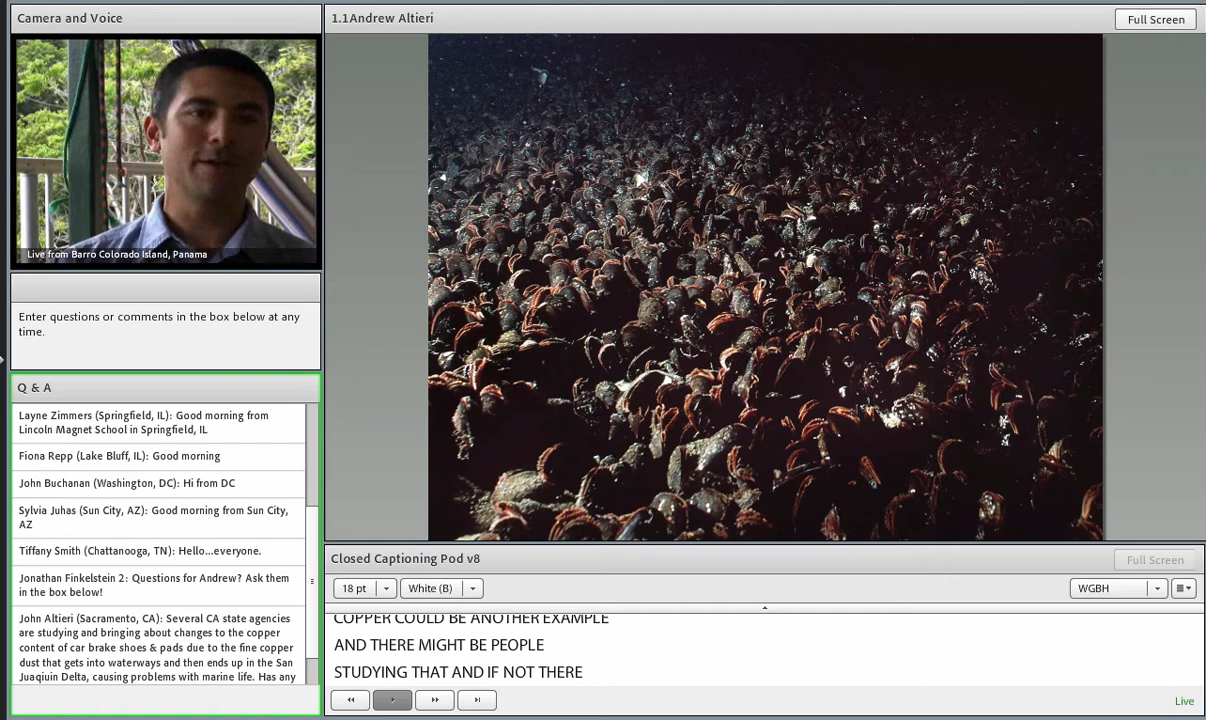 Camera and Voice
Live from Barro Colorado Island, Panama
Enter questions or comments in the box below at any
time.
Q & A
Layne Zimmers (Springfield, IL): Good morning from
Lincoln Magnet School in Springfield, IL
Fiona Repp (Lake Bluff, IL): Good morning
John Buchanan (Washington, DC): Hi from DC
Sylvia Juhas (Sun City, AZ): Good morning from Sun City,
AZ
Tiffany Smith (Chattanooga, TN): Hello...everyone.
Jonathan Finkelstein 2: Questions for Andrew? Ask them
in the box below!
John Altieri (Sacramento, CA): Several CA state agencies
are studying and bringing about changes to the copper
content of car brake shoes & pads due to the fine copper
dust that gets into waterways and then ends up in the San
Juaqiuin Delta, causing problems with marine life. Has any
1.1Andrew Altieri
Full Screen
Closed Captioning Pod v8
Full Screen
18 pt
White (B)
WGBH
COPPER COULD BE ANOTHER EXAMPLE
AND THERE MIGHT BE PEOPLE
STUDYING THAT AND IF NOT THERE
Live